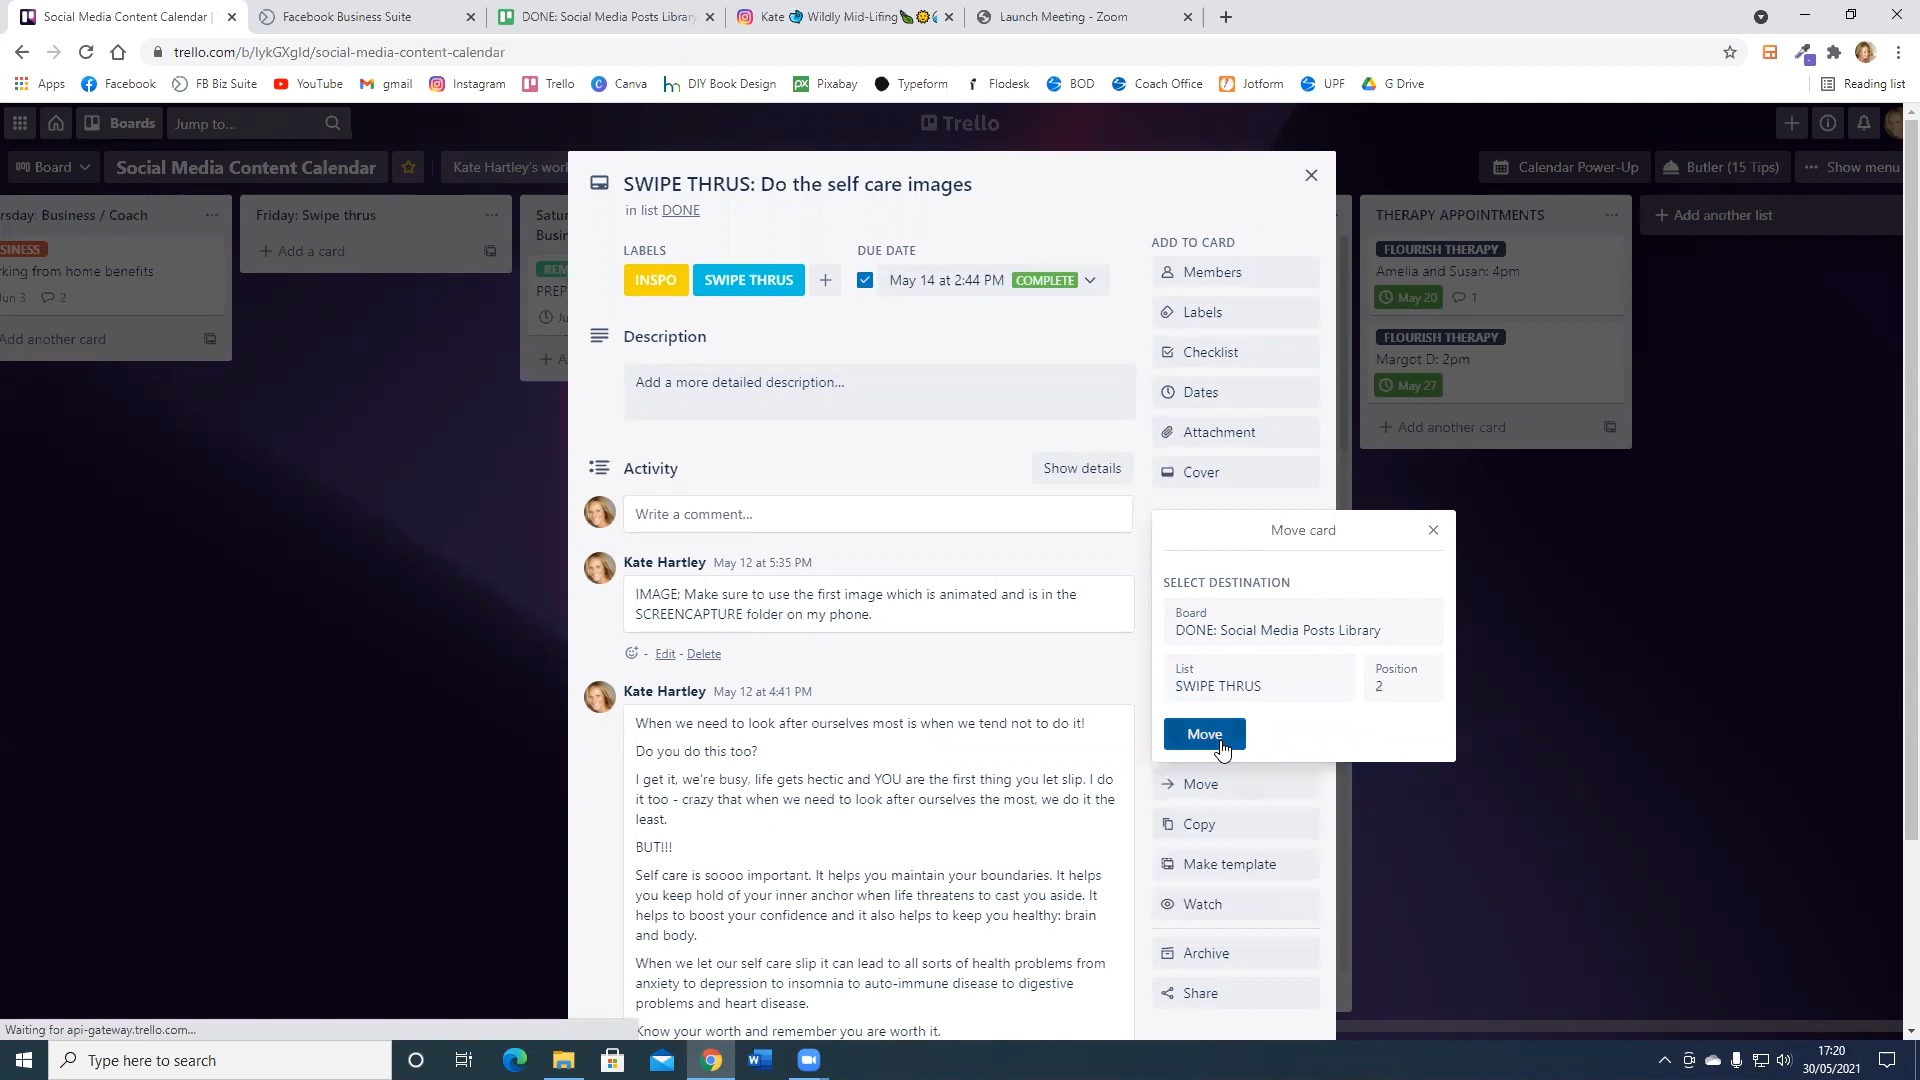 Social Media Content Calendar |
Facebook Business Suite
DONE: Social Media Posts Library
Kate 🐦 Wildly Mid-Lifing
Launch Meeting - Zoom
trello.com/b/lykGXgld/social-media-content-calendar
Apps
Facebook
FB Biz Suite
YouTube
gmail
Instagram
Trello
Canva
DIY Book Design
Pixabay
Typeform
Flodesk
BOD
Coach Office
Jotform
UPF
G Drive
Reading list
Boards
Jump to...
Trello
Board
Social Media Content Calendar
Kate Hartley's work
Calendar Power-Up
Butler (15 Tips)
Show menu
rsday: Business / Coach
SINESS
rking from home benefits
Jun 3
2
Add another card
Friday: Swipe thrus
Add a card
Satu
Busin
REM
PREP
Ju
A
SWIPE THRUS: Do the self care images
in list DONE
LABELS
INSPO
SWIPE THRUS
DUE DATE
May 14 at 2:44 PM
COMPLETE
Description
Add a more detailed description...
Activity
Show details
Write a comment...
Kate Hartley May 12 at 5:35 PM
IMAGE; Make sure to use the first image which is animated and is in the
SCREENCAPTURE folder on my phone.
- Edit - Delete
Kate Hartley May 12 at 4:41 PM
When we need to look after ourselves most is when we tend not to do it!
Do you do this too?
I get it, we're busy, life gets hectic and YOU are the first thing you let slip. I do
it too - crazy that when we need to look after ourselves the most, we do it the
least.
BUT!!!
Self care is soooo important. It helps you maintain your boundaries. It helps
you keep hold of your inner anchor when life threatens to cast you aside. It
helps to boost your confidence and it also helps to keep you healthy: brain
and body.
When we let our self care slip it can lead to all sorts of health problems from
anxiety to depression to insomnia to auto-immune disease to digestive
problems and heart disease.
Know your worth and remember you are worth it.
ADD TO CARD
Members
Labels
Checklist
Dates
Attachment
Cover
Move card
SELECT DESTINATION
Board
DONE: Social Media Posts Library
List
SWIPE THRUS
Position
2
Move
Move
Copy
Make template
Watch
Archive
Share
THERAPY APPOINTMENTS
FLOURISH THERAPY
Amelia and Susan: 4pm
May 20
1
FLOURISH THERAPY
Margot D: 2pm
May 27
Add another card
Add another list
Waiting for api-gateway.trello.com...
Type here to search
17:20
30/05/2021